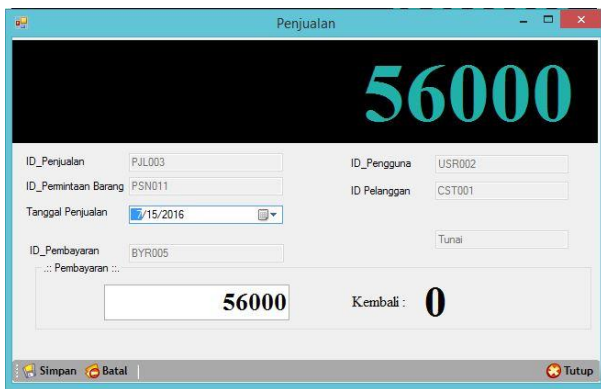 Penjualan
56000
ID_Penjualan PJL003 ID_Pengguna USR002
ID_Permintaan Barang PSN011 ID Pelanggan CST001
Tanggal Penjualan 7/15/2016
Tunai
ID_Pembayaran BYR005
.:: Pembayaran ::.
56000 Kembali : 0
Simpan Batal Tutup